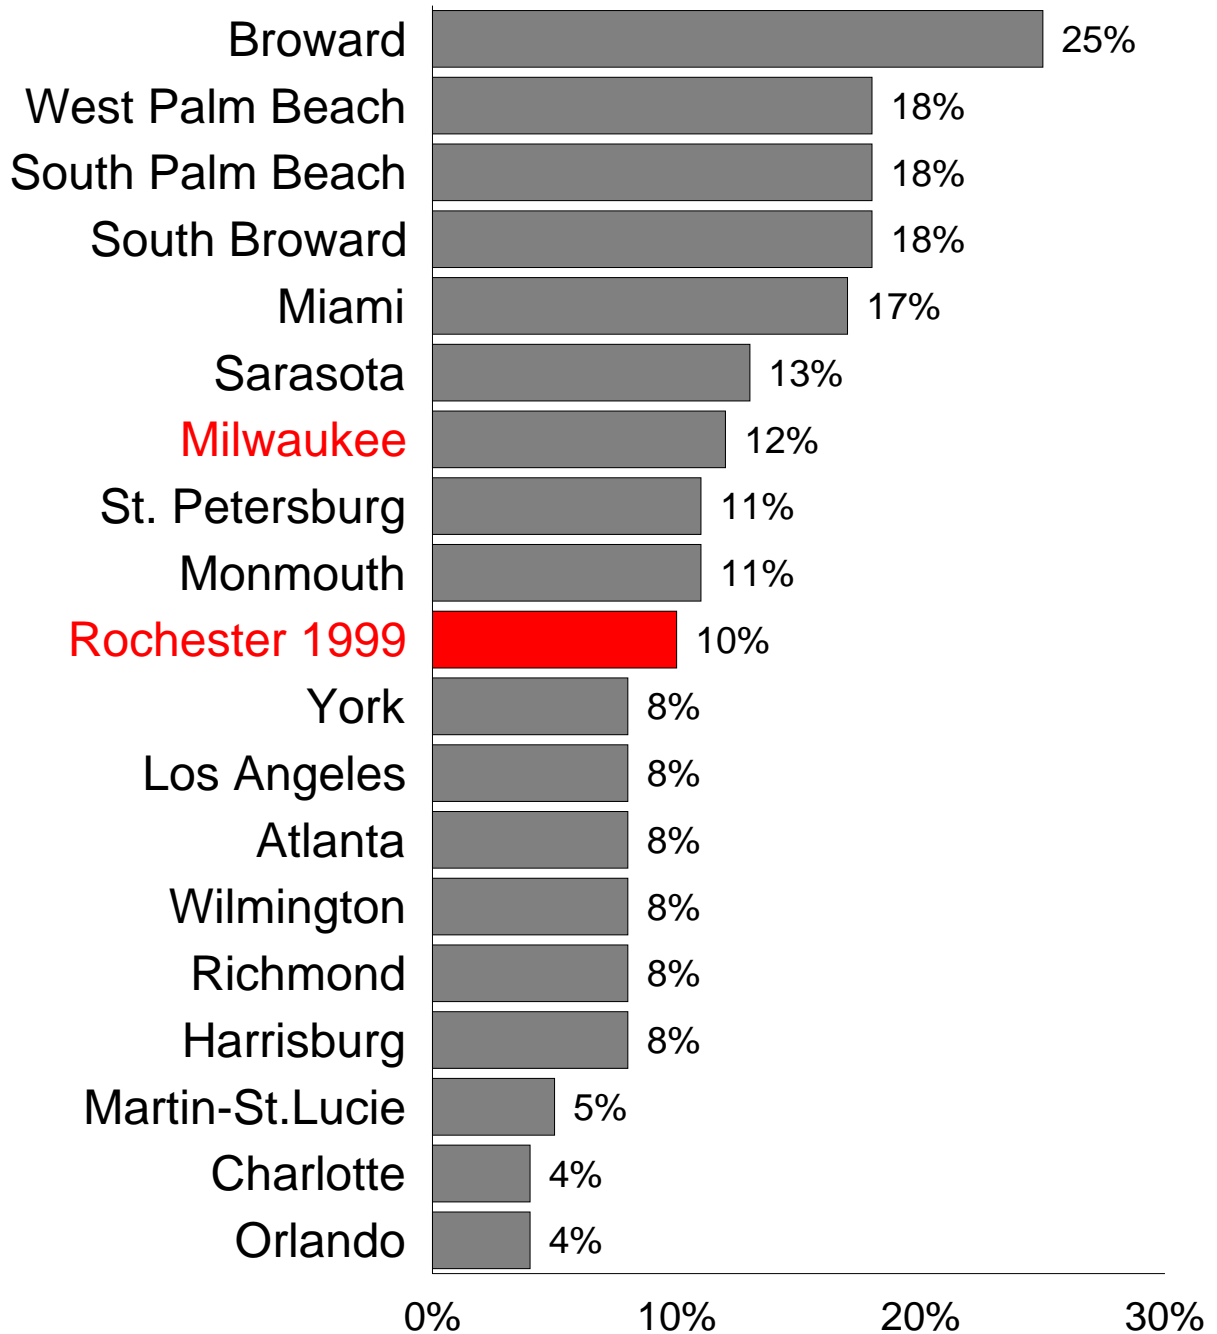 Broward 25%
West Palm Beach 18%
South Palm Beach 18%
South Broward 18%
Miami 17%
Sarasota 13%
Milwaukee 12%
St. Petersburg 11%
Monmouth 11%
Rochester 1999 10%
York 8%
Los Angeles 8%
Atlanta 8%
Wilmington 8%
Richmond 8%
Harrisburg 8%
Martin-St.Lucie 5%
Charlotte 4%
Orlando 4%
0% 10% 20% 30%